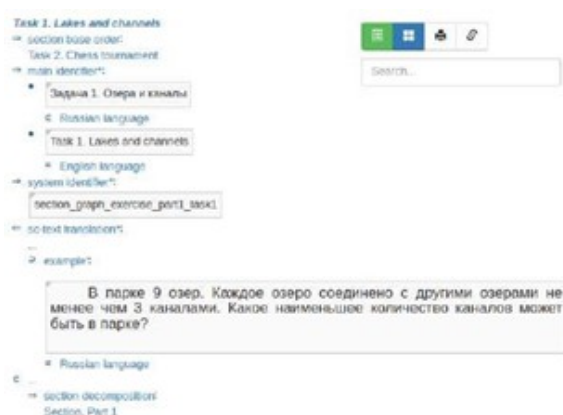 Task 1. Lakes and channels
⇒ section base order*:
Task 2. Chess tournament
⇒ main identifier*:
• Задача 1. Озера и каналы
∈ Russian language
• Task 1. Lakes and channels
∈ English language
⇒ system identifier*:
section_graph_exercise_part1_task1
⇐ sc-text translation*:
...
∋ example*:
В парке 9 озер. Каждое озеро соединено с другими озерами не
менее чем 3 каналами. Какое наименьшее количество каналов может
быть в парке?
∈ Russian language
∈ ...
⇒ section decomposition*:
Section. Part 1
Search...